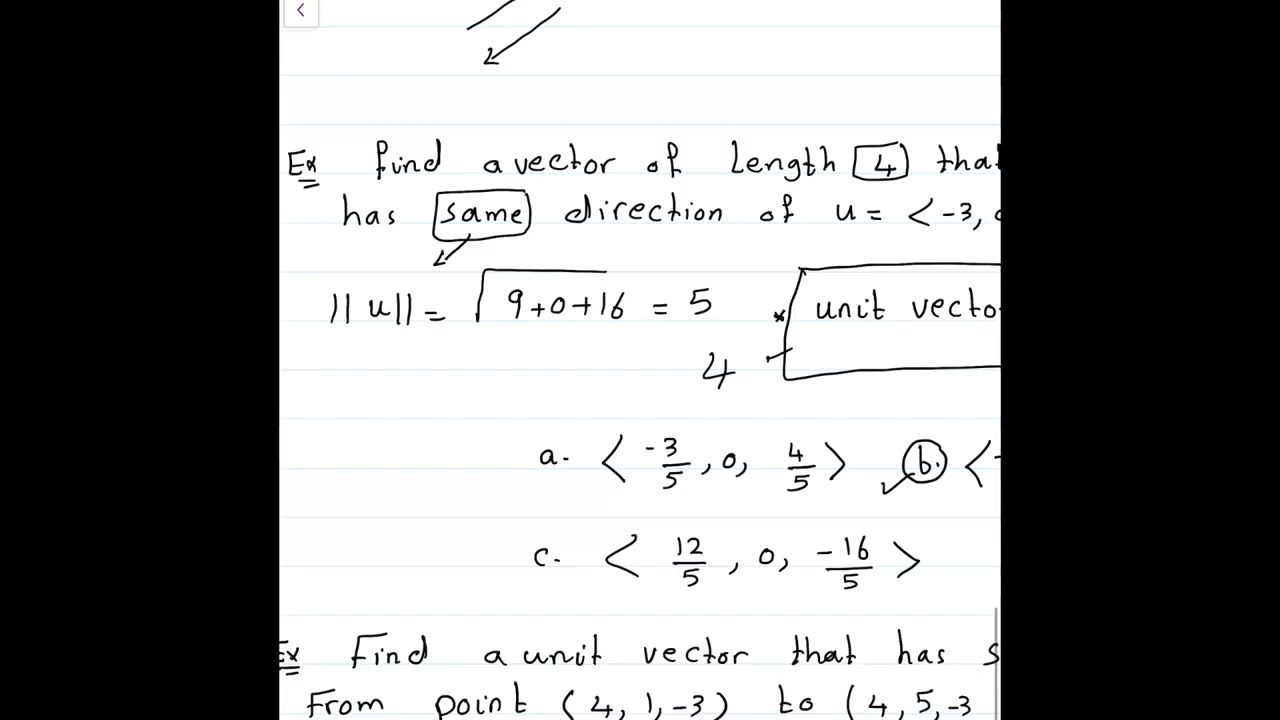 Ex find a vector of Length 4 that
has same direction of u = < -3,
||u|| = √9+0+16 = 5 * unit vector
4
a. < -3/5 , 0, 4/5 > b. < -
c. < 12/5 , 0, -16/5 >
Ex Find a unit vector that has s
From point (4, 1, -3) to (4, 5, -3